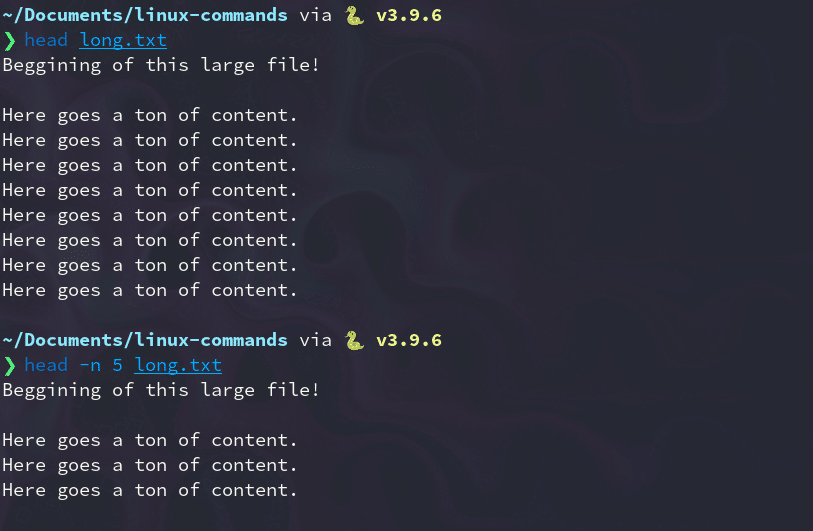 ~/Documents/linux-commands via 🐍 v3.9.6
❯ head long.txt
Beggining of this large file!

Here goes a ton of content.
Here goes a ton of content.
Here goes a ton of content.
Here goes a ton of content.
Here goes a ton of content.
Here goes a ton of content.
Here goes a ton of content.
Here goes a ton of content.

~/Documents/linux-commands via 🐍 v3.9.6
❯ head -n 5 long.txt
Beggining of this large file!

Here goes a ton of content.
Here goes a ton of content.
Here goes a ton of content.